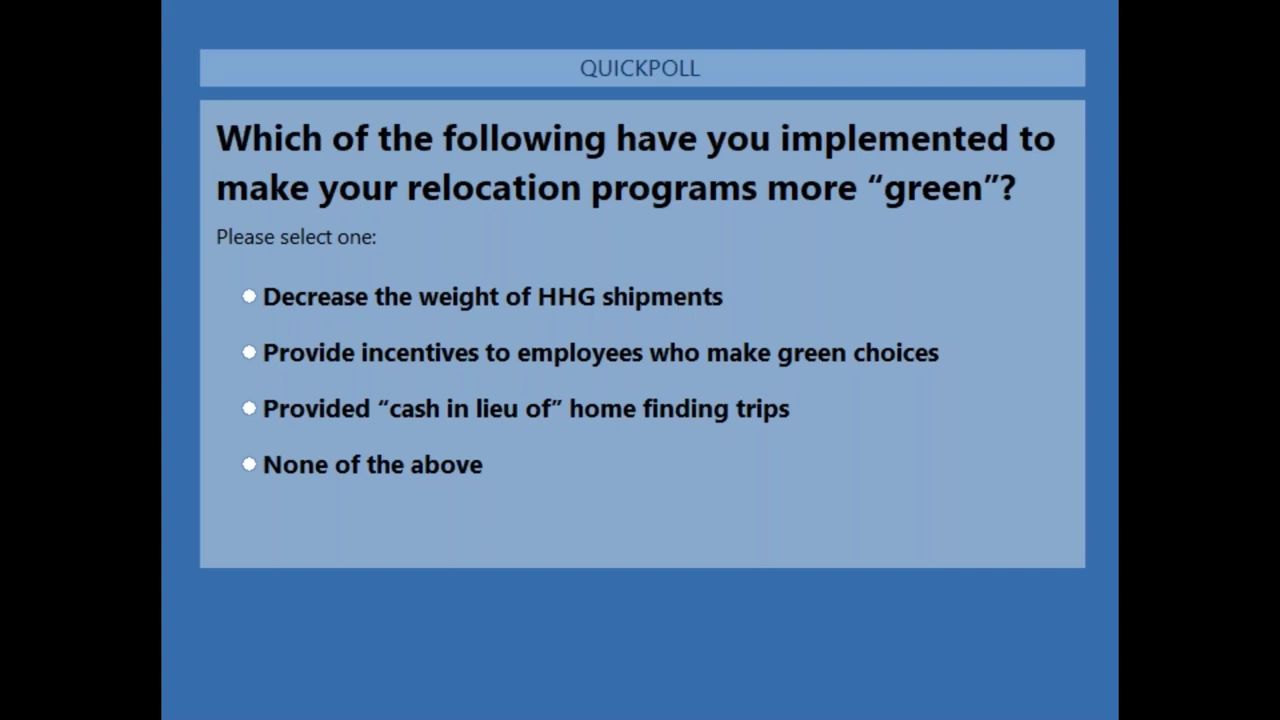 QUICKPOLL
Which of the following have you implemented to
make your relocation programs more “green”?
Please select one:
Decrease the weight of HHG shipments
Provide incentives to employees who make green choices
Provided “cash in lieu of” home finding trips
None of the above